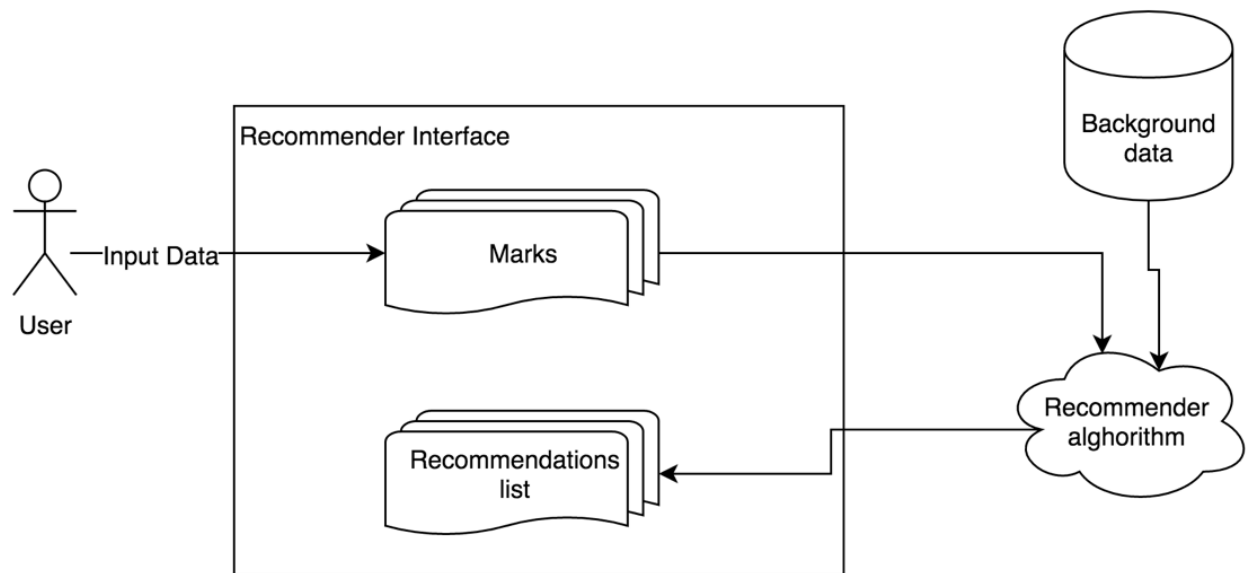 Recommender Interface
Background
data
Input Data
Marks
User
Recommender
alghorithm
Recommendations
list